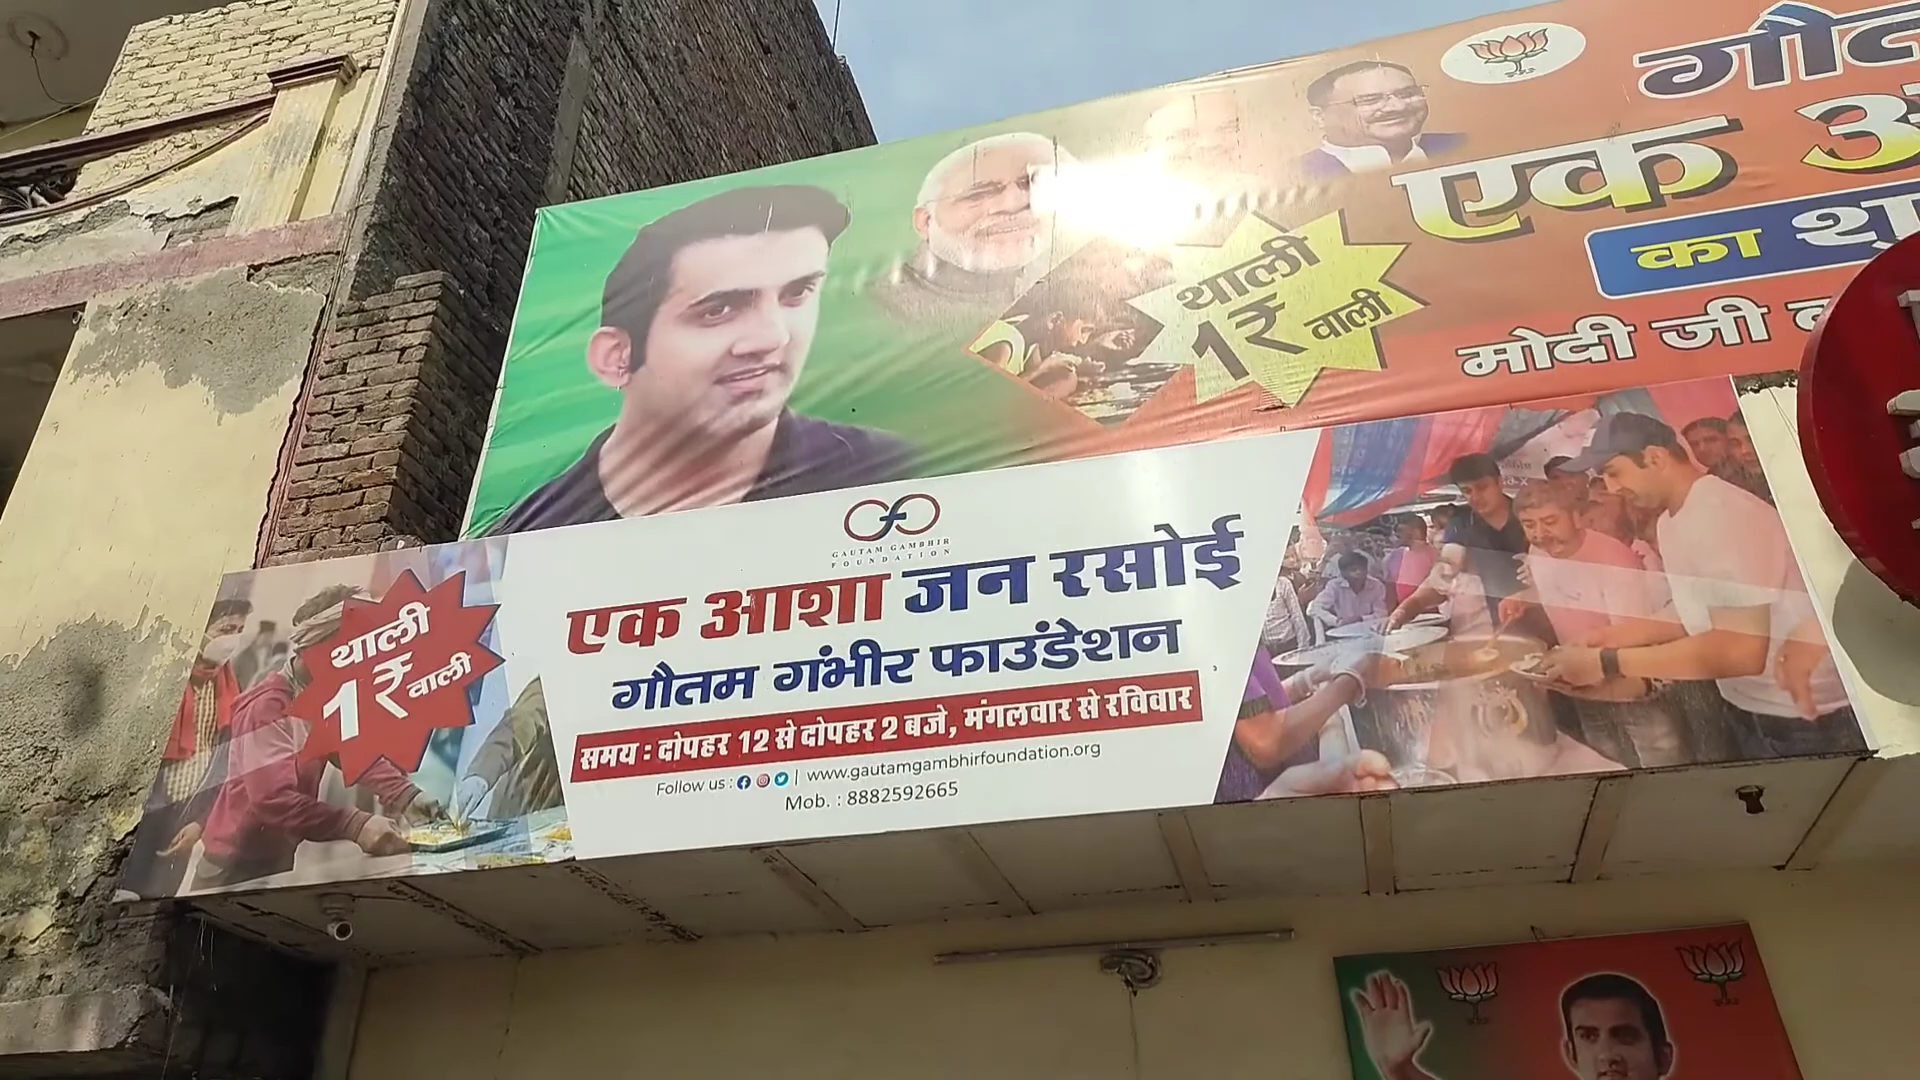 एक
का
थाली
1₹ वाली
मोदी जी
GAUTAM GAMBHIR
FOUNDATION
एक आशा जन रसोई
गौतम गंभीर फाउंडेशन
समय : दोपहर 12 से दोपहर 2 बजे, मंगलवार से रविवार
Follow us : | www.gautamgambhirfoundation.org
Mob. : 8882592665
थाली
1₹ वाली